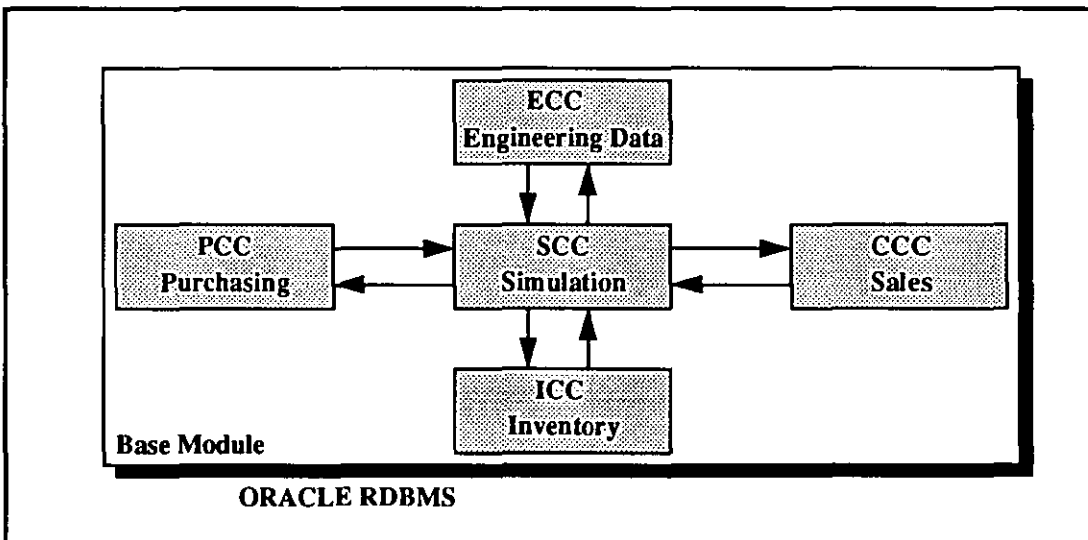 ECC
Engineering Data
PCC
Purchasing
SCC
Simulation
CCC
Sales
ICC
Inventory
Base Module
ORACLE RDBMS